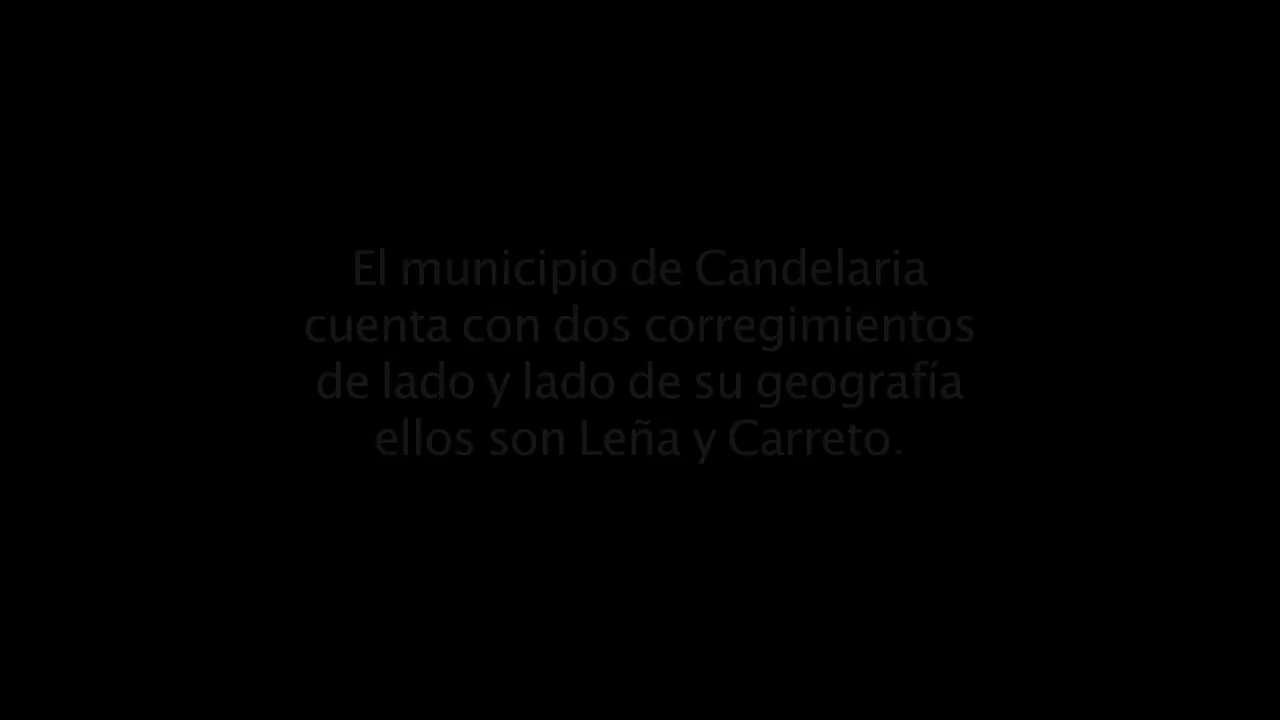 El municipio de Candelaria
cuenta con dos corregimientos
de lado y lado de su geografía
ellos son Leña y Carreto.